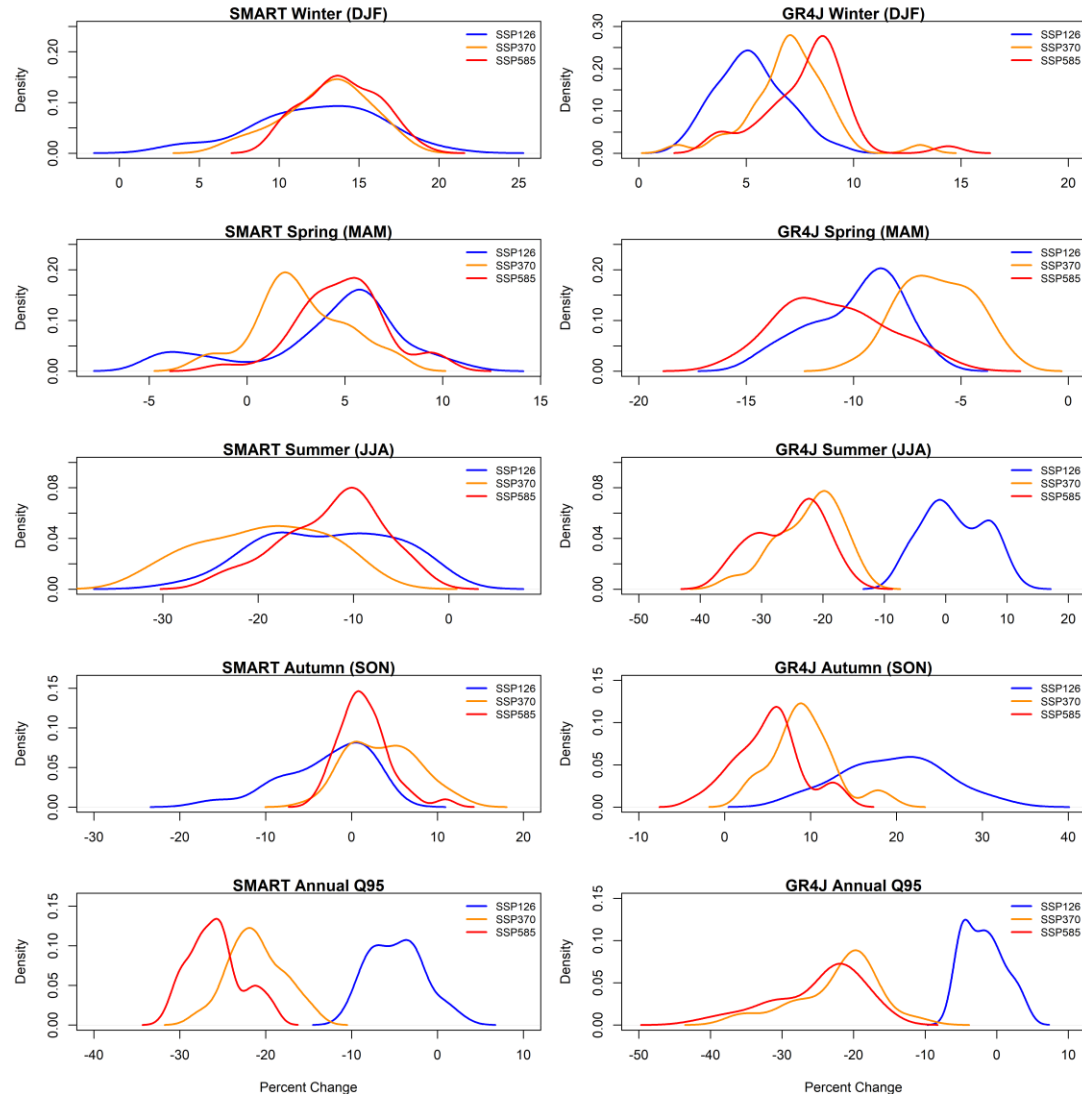 SMART Winter (DJF)
Density
0.00 0.10 0.20
SSP126
SSP370
SSP585
0 5 10 15 20 25
GR4J Winter (DJF)
Density
0.00 0.10 0.20 0.30
SSP126
SSP370
SSP585
0 5 10 15 20
SMART Spring (MAM)
Density
0.00 0.10 0.20
SSP126
SSP370
SSP585
-5 0 5 10 15
GR4J Spring (MAM)
Density
0.00 0.10 0.20
SSP126
SSP370
SSP585
-20 -15 -10 -5 0
SMART Summer (JJA)
Density
0.00 0.04 0.08
SSP126
SSP370
SSP585
-30 -20 -10 0
GR4J Summer (JJA)
Density
0.00 0.04 0.08
SSP126
SSP370
SSP585
-50 -40 -30 -20 -10 0 10 20
SMART Autumn (SON)
Density
0.00 0.05 0.10 0.15
SSP126
SSP370
SSP585
-30 -20 -10 0 10 20
GR4J Autumn (SON)
Density
0.00 0.05 0.10 0.15
SSP126
SSP370
SSP585
-10 0 10 20 30 40
SMART Annual Q95
Density
0.00 0.05 0.10 0.15
SSP126
SSP370
SSP585
-40 -30 -20 -10 0 10
Percent Change
GR4J Annual Q95
Density
0.00 0.05 0.10 0.15
SSP126
SSP370
SSP585
-50 -40 -30 -20 -10 0 10
Percent Change